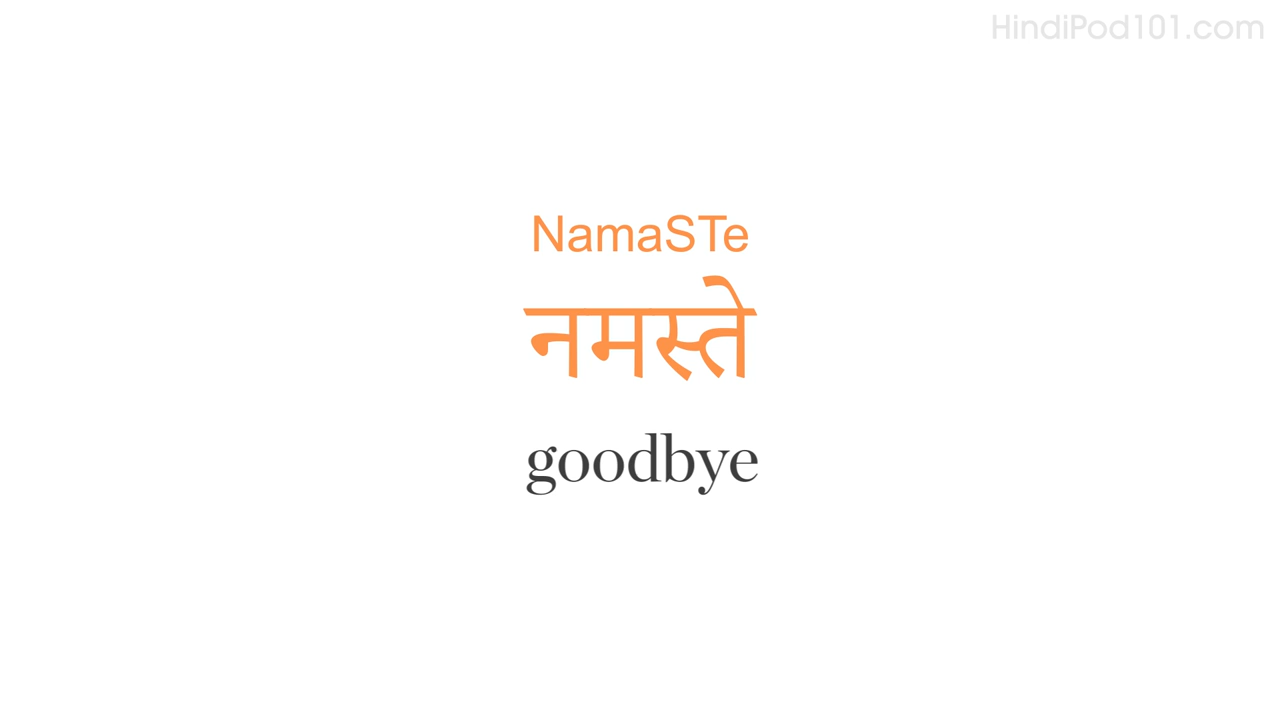 HindiPod101.com
NamaSTe
नमस्ते
goodbye